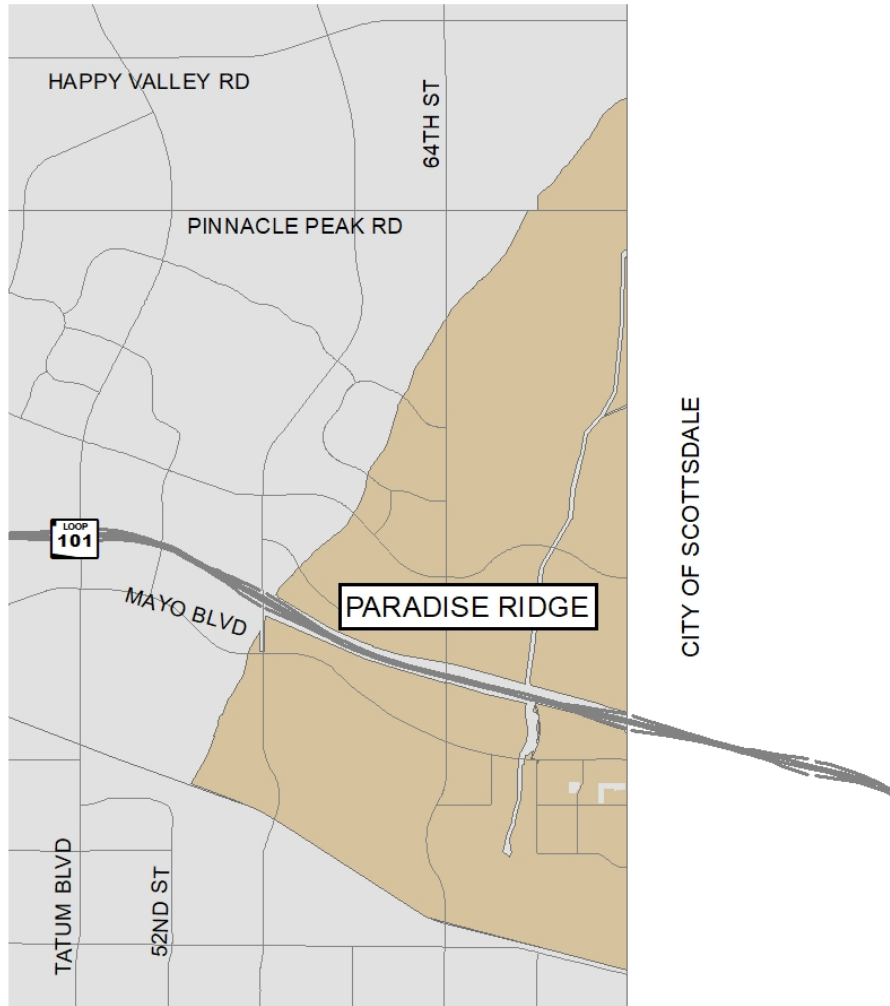 HAPPY VALLEY RD
64TH ST
PINNACLE PEAK RD
CITY OF SCOTTSDALE
LOOP
101
MAYO BLVD
PARADISE RIDGE
TATUM BLVD
52ND ST